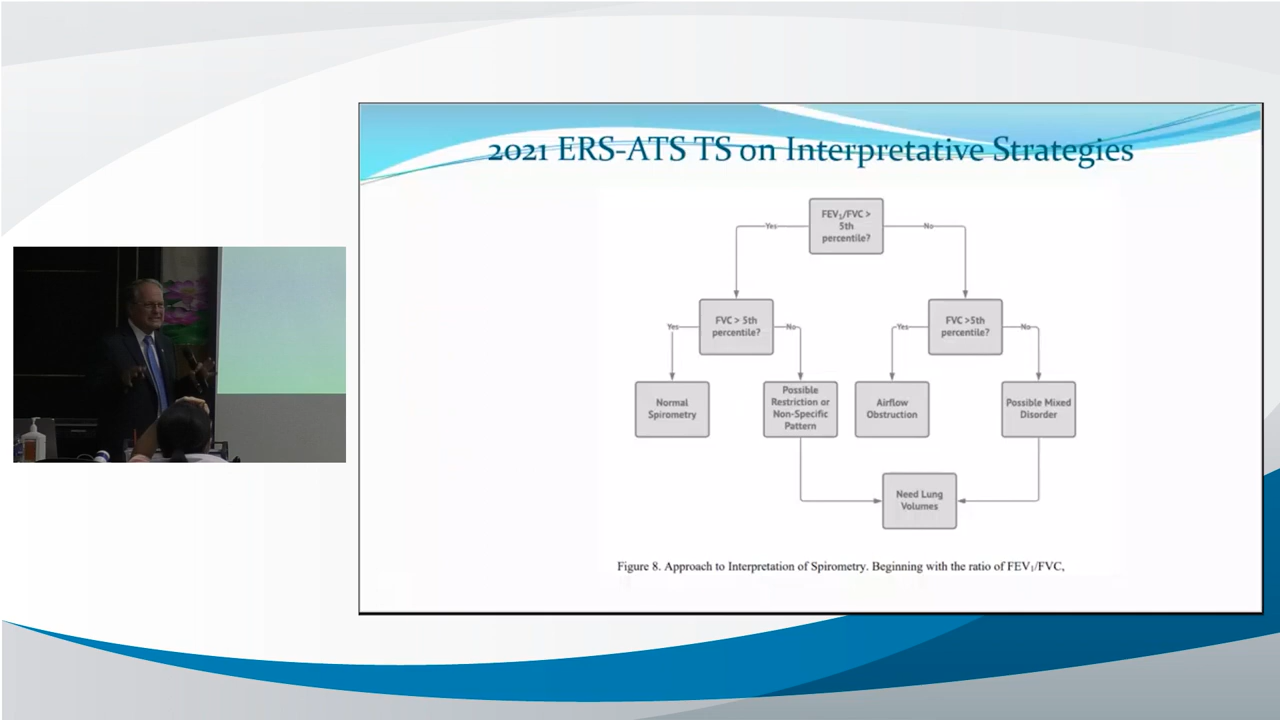 2021 ERS-ATS TS on Interpretative Strategies
FEV₁/FVC >
5th
percentile?
Yes
No
FVC > 5th
percentile?
FVC >5th
percentile?
Yes
No
Yes
No
Normal
Spirometry
Possible
Restriction or
Non-Specific
Pattern
Airflow
Obstruction
Possible Mixed
Disorder
Need Lung
Volumes
Figure 8. Approach to Interpretation of Spirometry. Beginning with the ratio of FEV₁/FVC,